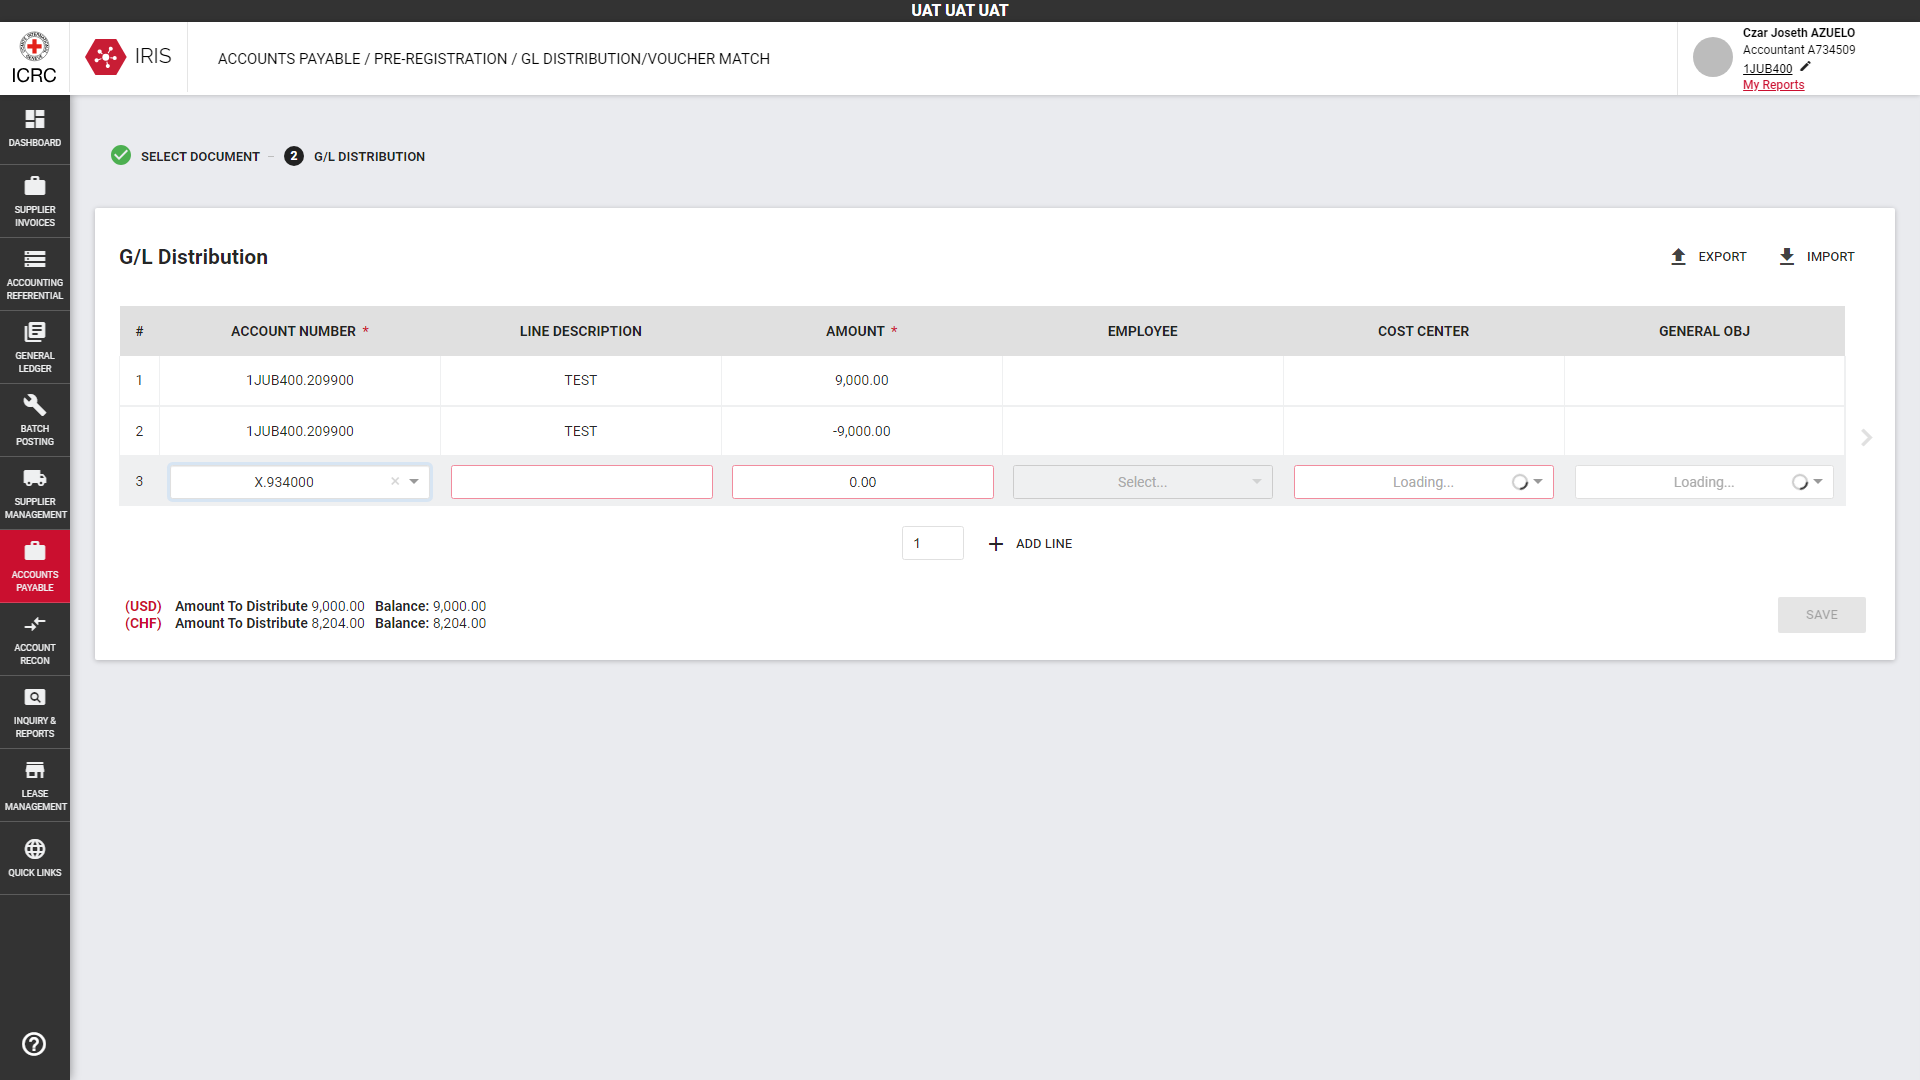 UAT UAT UAT
ICRC
IRIS
ACCOUNTS PAYABLE / PRE-REGISTRATION / GL DISTRIBUTION/VOUCHER MATCH
Czar Joseth AZUELO
Accountant A734509
1JUB400
My Reports
DASHBOARD
SUPPLIER
INVOICES
ACCOUNTING
REFERENTIAL
GENERAL
LEDGER
BATCH
POSTING
SUPPLIER
MANAGEMENT
ACCOUNTS
PAYABLE
ACCOUNT
RECON
INQUIRY &
REPORTS
LEASE
MANAGEMENT
QUICK LINKS
SELECT DOCUMENT – 2 G/L DISTRIBUTION
G/L Distribution
EXPORT IMPORT
# ACCOUNT NUMBER * LINE DESCRIPTION AMOUNT * EMPLOYEE COST CENTER GENERAL OBJ
1 1JUB400.209900 TEST 9,000.00
2 1JUB400.209900 TEST -9,000.00
3 X.934000 × 0.00 Select... Loading... Loading...
1 + ADD LINE
(USD) Amount To Distribute 9,000.00 Balance: 9,000.00
(CHF) Amount To Distribute 8,204.00 Balance: 8,204.00
SAVE